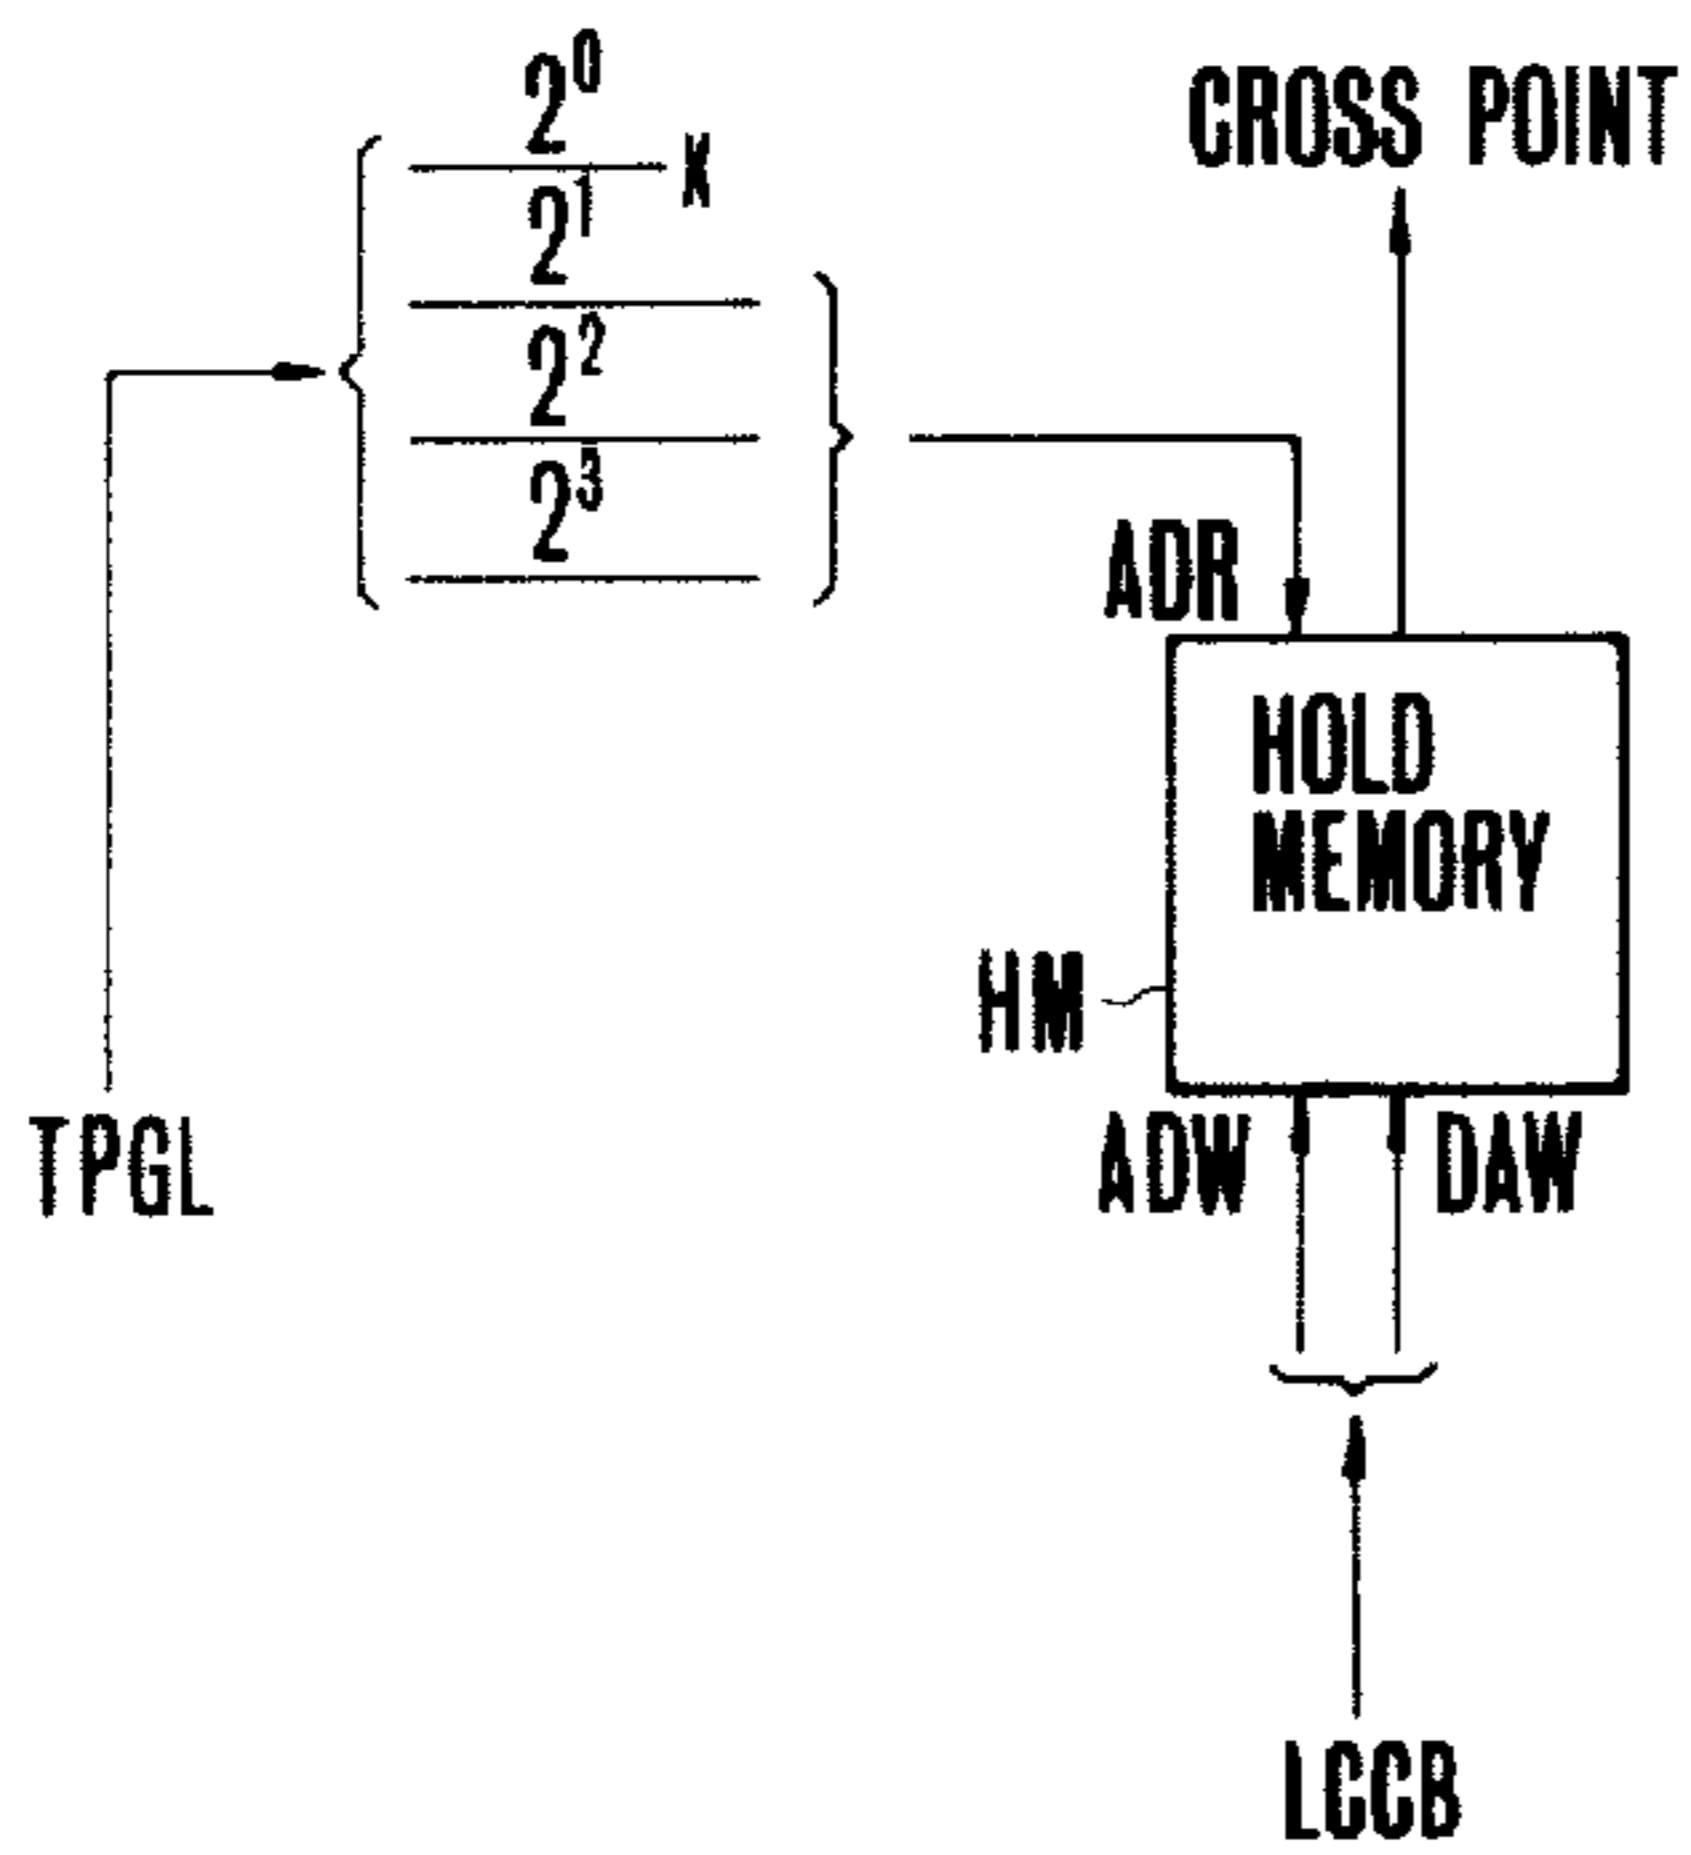 2⁰
X
CROSS POINT
2¹
2²
2³
ADR
HOLD
MEMORY
HM
TPGL
ADW
DAW
LCCB